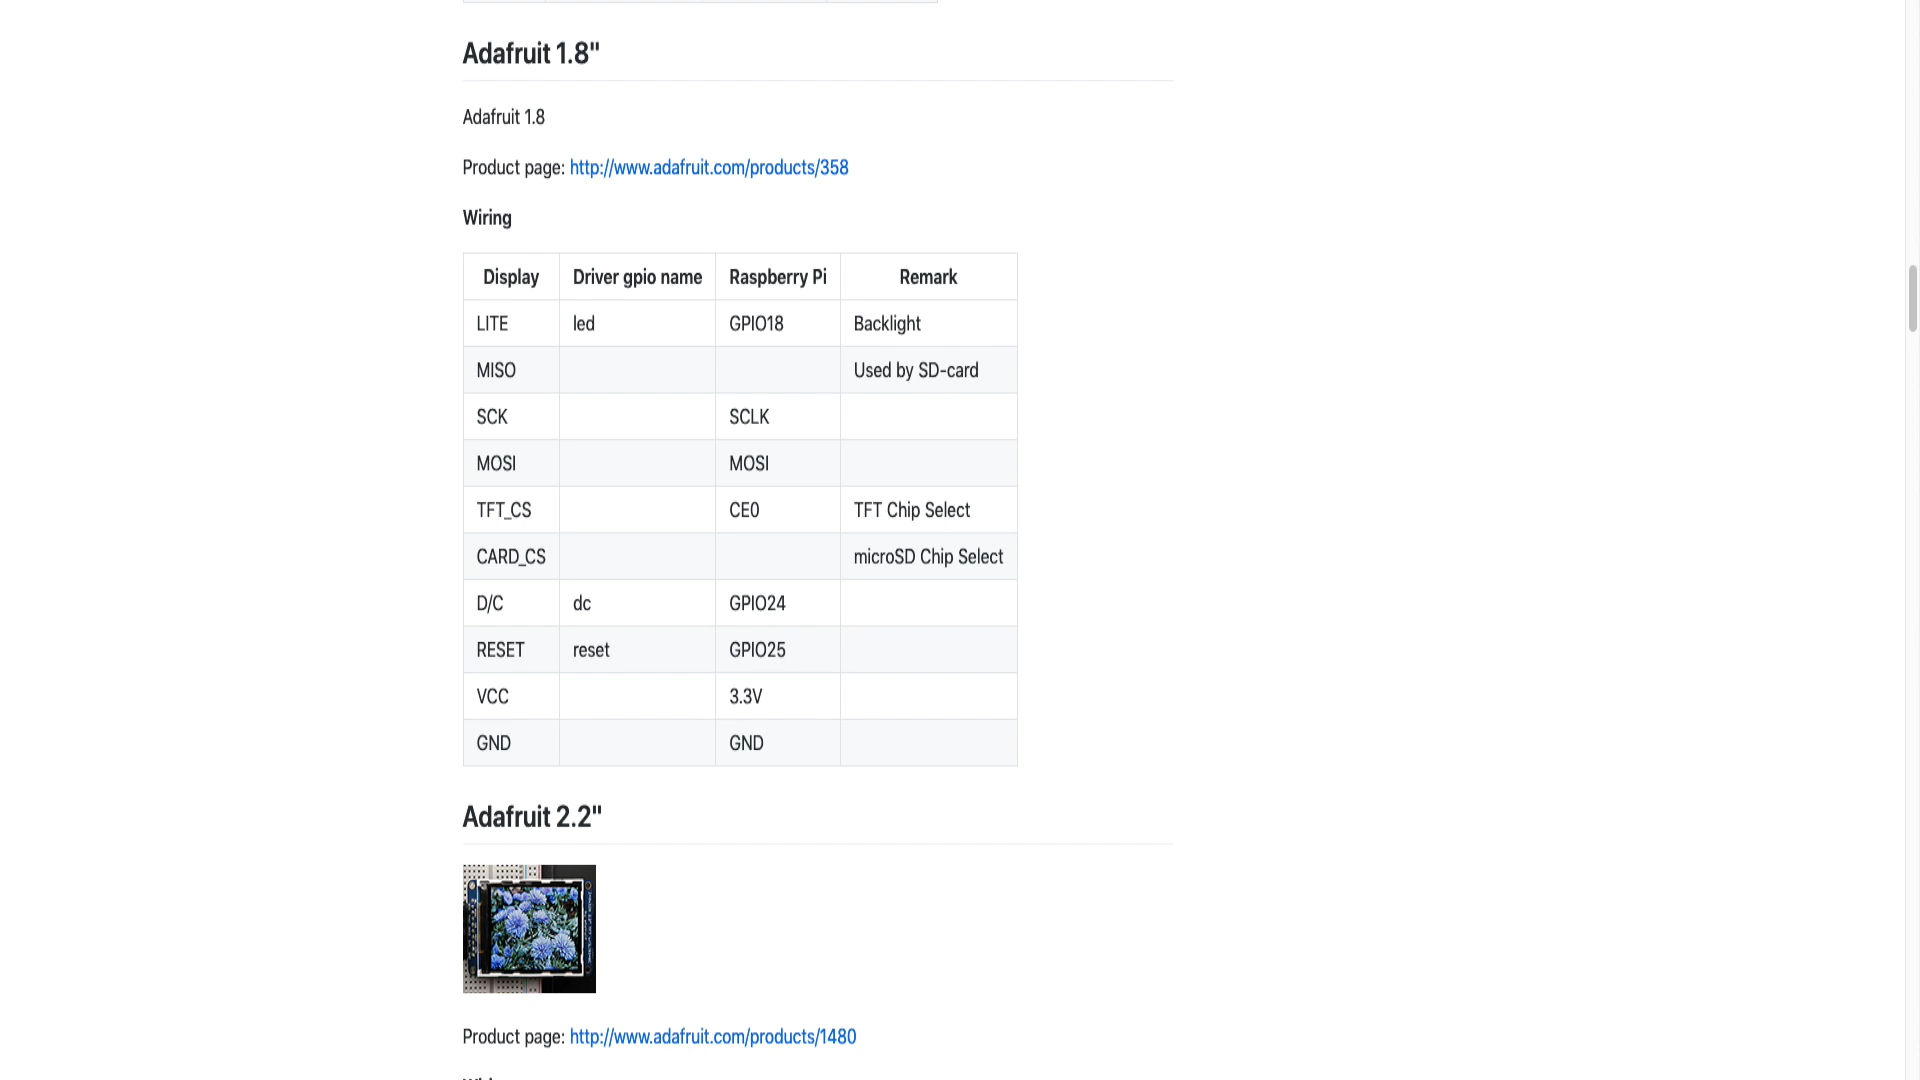 Adafruit 1.8"
Adafruit 1.8
Product page: http://www.adafruit.com/products/358
Wiring
Display Driver gpio name Raspberry Pi Remark
LITE led GPIO18 Backlight
MISO Used by SD-card
SCK SCLK
MOSI MOSI
TFT_CS CE0 TFT Chip Select
CARD_CS microSD Chip Select
D/C dc GPIO24
RESET reset GPIO25
VCC 3.3V
GND GND
Adafruit 2.2"
Product page: http://www.adafruit.com/products/1480